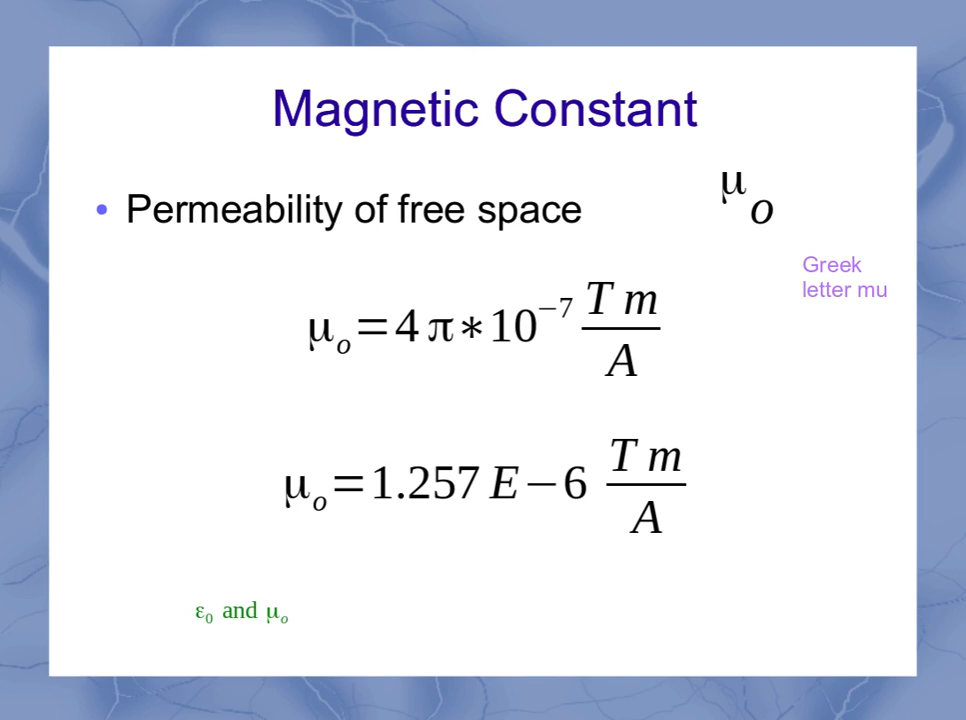 Magnetic Constant
• Permeability of free space
μₒ
Greek
letter mu
μₒ=4π∗10⁻⁷ T m/A
μₒ=1.257 E−6 T m/A
ε₀ and μₒ